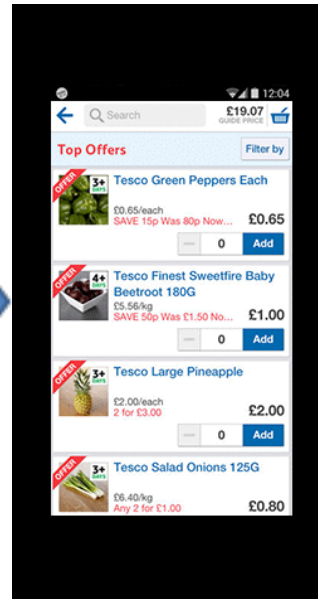 12:04
Search
£19.07
GUIDE PRICE
Top Offers
Filter by
OFFER
3+
DAYS
Tesco Green Peppers Each
£0.65/each
SAVE 15p Was 80p Now...
£0.65
0
Add
OFFER
4+
DAYS
Tesco Finest Sweetfire Baby
Beetroot 180G
£5.56/kg
SAVE 50p Was £1.50 No...
£1.00
0
Add
OFFER
3+
DAYS
Tesco Large Pineapple
£2.00/each
2 for £3.00
£2.00
0
Add
OFFER
3+
DAYS
Tesco Salad Onions 125G
£6.40/kg
Any 2 for £1.00
£0.80